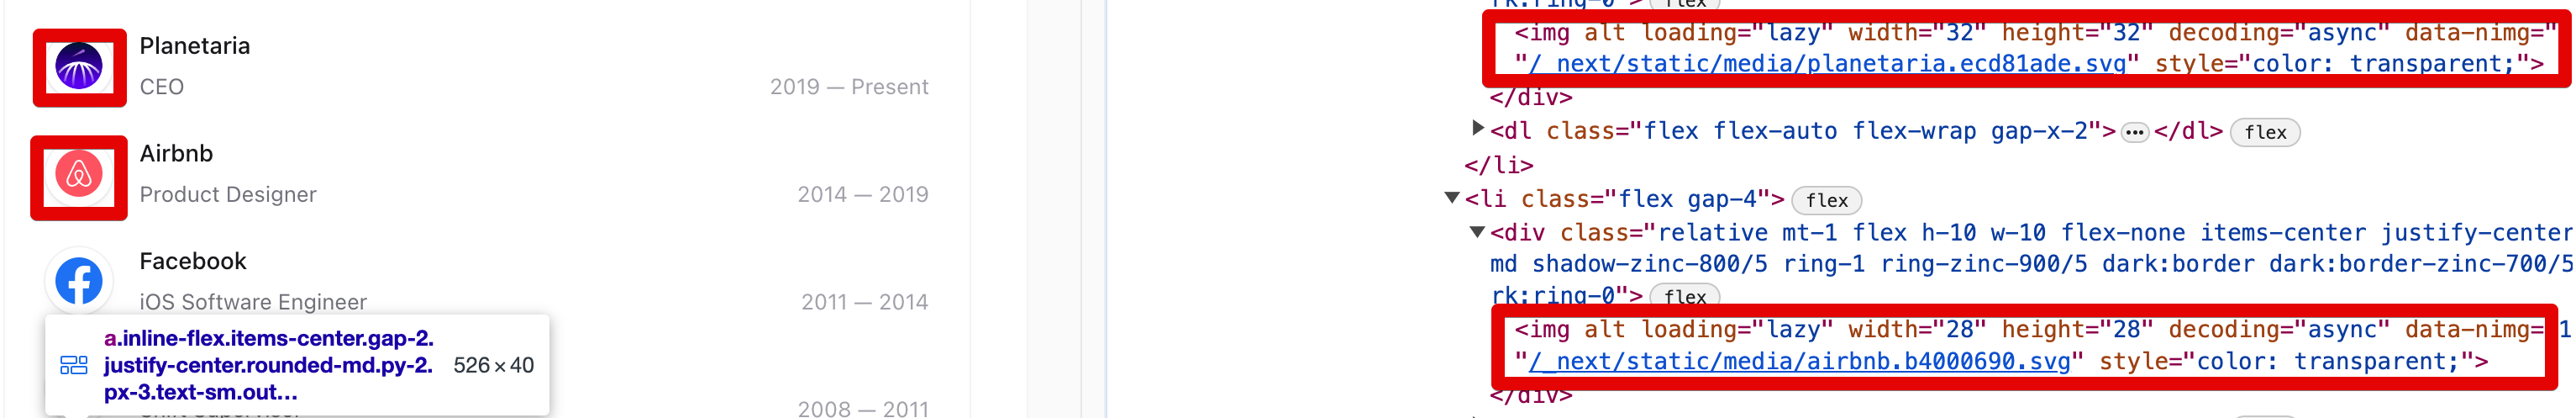 Planetaria
CEO
2019 — Present
Airbnb
Product Designer
2014 — 2019
Facebook
iOS Software Engineer
2011 — 2014
a.inline-flex.items-center.gap-2.
justify-center.rounded-md.py-2.
px-3.text-sm.out…
526 × 40
2008 — 2011
rk:ring-0"> flex
<img alt loading="lazy" width="32" height="32" decoding="async" data-nimg="
"/_next/static/media/planetaria.ecd81ade.svg" style="color: transparent;">
</div>
<dl class="flex flex-auto flex-wrap gap-x-2"> … </dl> flex
</li>
<li class="flex gap-4"> flex
<div class="relative mt-1 flex h-10 w-10 flex-none items-center justify-center
md shadow-zinc-800/5 ring-1 ring-zinc-900/5 dark:border dark:border-zinc-700/5
rk:ring-0"> flex
<img alt loading="lazy" width="28" height="28" decoding="async" data-nimg= 1
"/_next/static/media/airbnb.b4000690.svg" style="color: transparent;">
</div>